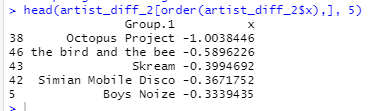 > head(artist_diff_2[order(artist_diff_2$x),], 5)
Group.1 x
38 Octopus Project -1.0038446
46 the bird and the bee -0.5896226
43 Skream -0.3994692
42 Simian Mobile Disco -0.3671752
5 Boys Noize -0.3339435
>